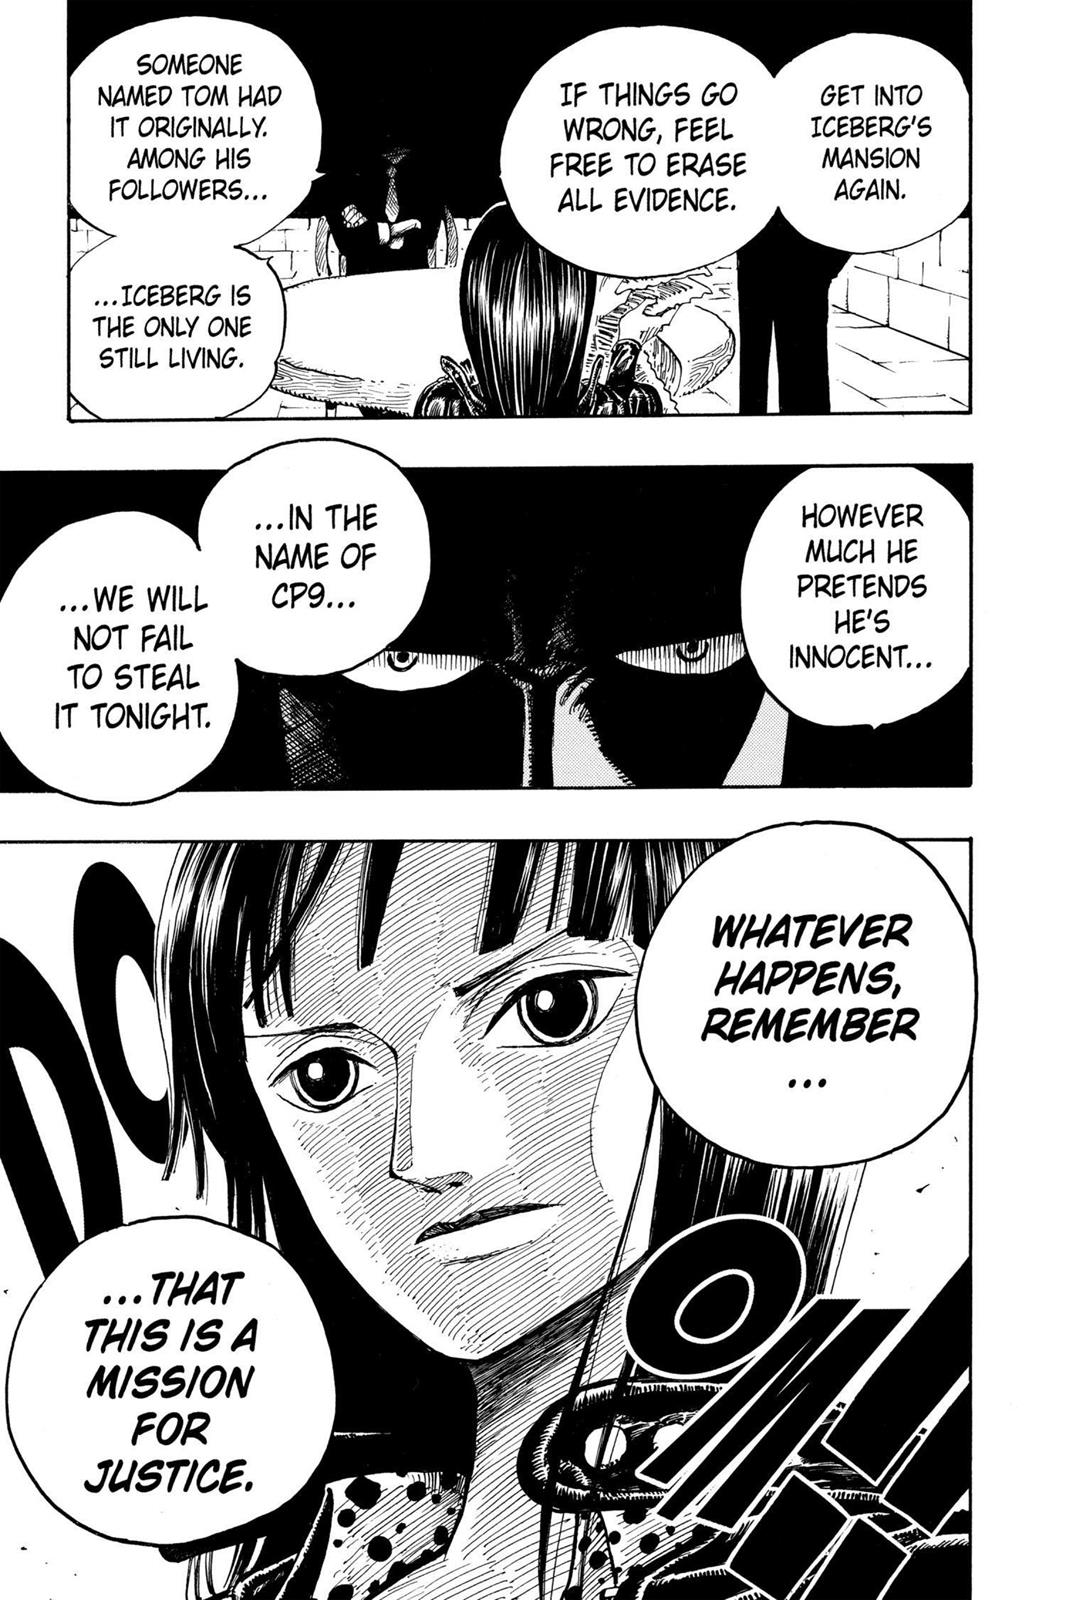 GET INTO
ICEBERG'S
MANSION
AGAIN.
IF THINGS GO
WRONG, FEEL
FREE TO ERASE
ALL EVIDENCE.
SOMEONE
NAMED TOM HAD
IT ORIGINALLY.
AMONG HIS
FOLLOWERS...
...ICEBERG IS
THE ONLY ONE
STILL LIVING.
HOWEVER
MUCH HE
PRETENDS
HE'S
INNOCENT...
...IN THE
NAME OF
CP9...
...WE WILL
NOT FAIL
TO STEAL
IT TONIGHT.
WHATEVER
HAPPENS,
REMEMBER
...
...THAT
THIS IS A
MISSION
FOR
JUSTICE.